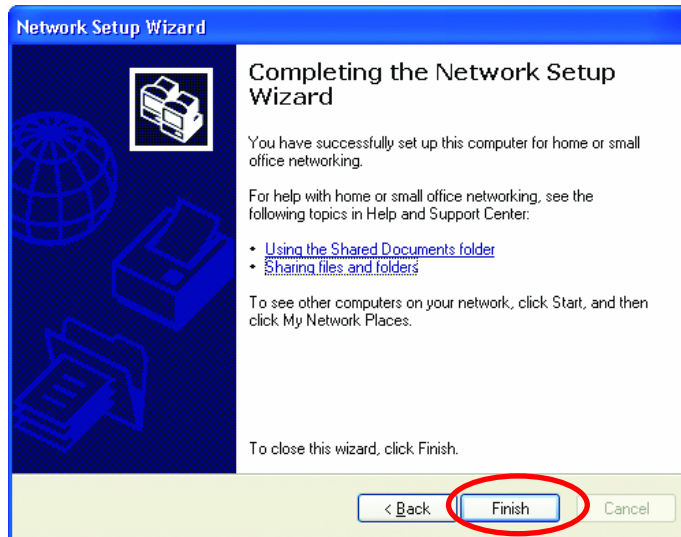 Network Setup Wizard
Completing the Network Setup
Wizard
You have successfully set up this computer for home or small
office networking.
For help with home or small office networking, see the
following topics in Help and Support Center:
• Using the Shared Documents folder
• Sharing files and folders
To see other computers on your network, click Start, and then
click My Network Places.
To close this wizard, click Finish.
< Back Finish Cancel